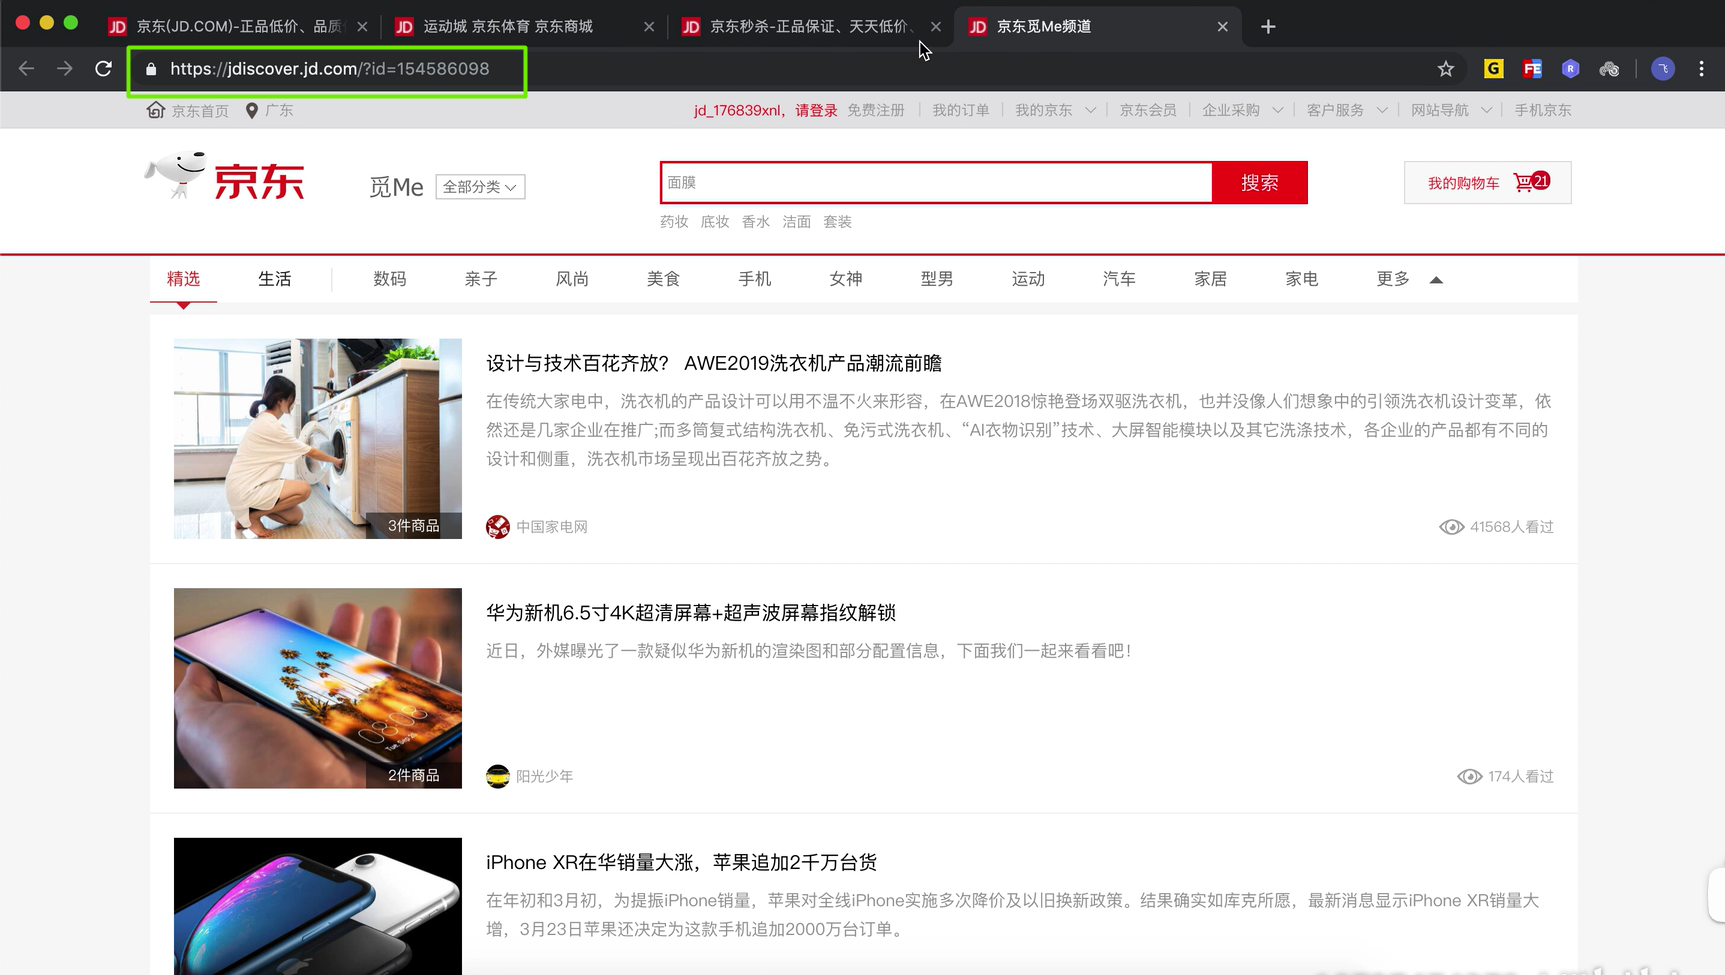 京东(JD.COM)-正品低价、品质
运动城 京东体育 京东商城
京东秒杀-正品保证、天天低价、
京东觅Me频道
https://jdiscover.jd.com/?id=154586098
京东首页 广东
jd_176839xnl，请登录 免费注册 我的订单 我的京东 京东会员 企业采购 客户服务 网站导航 手机京东
京东
觅Me 全部分类
面膜 搜索
我的购物车 21
药妆 底妆 香水 洁面 套装
精选 生活 数码 亲子 风尚 美食 手机 女神 型男 运动 汽车 家居 家电 更多
设计与技术百花齐放？ AWE2019洗衣机产品潮流前瞻
在传统大家电中，洗衣机的产品设计可以用不温不火来形容，在AWE2018惊艳登场双驱洗衣机，也并没像人们想象中的引领洗衣机设计变革，依
然还是几家企业在推广;而多筒复式结构洗衣机、免污式洗衣机、“AI衣物识别”技术、大屏智能模块以及其它洗涤技术，各企业的产品都有不同的
设计和侧重，洗衣机市场呈现出百花齐放之势。
3件商品
中国家电网
41568人看过
华为新机6.5寸4K超清屏幕+超声波屏幕指纹解锁
近日，外媒曝光了一款疑似华为新机的渲染图和部分配置信息，下面我们一起来看看吧！
08:08
2件商品
阳光少年
174人看过
iPhone XR在华销量大涨，苹果追加2千万台货
在年初和3月初，为提振iPhone销量，苹果对全线iPhone实施多次降价及以旧换新政策。结果确实如库克所愿，最新消息显示iPhone XR销量大
增，3月23日苹果还决定为这款手机追加2000万台订单。